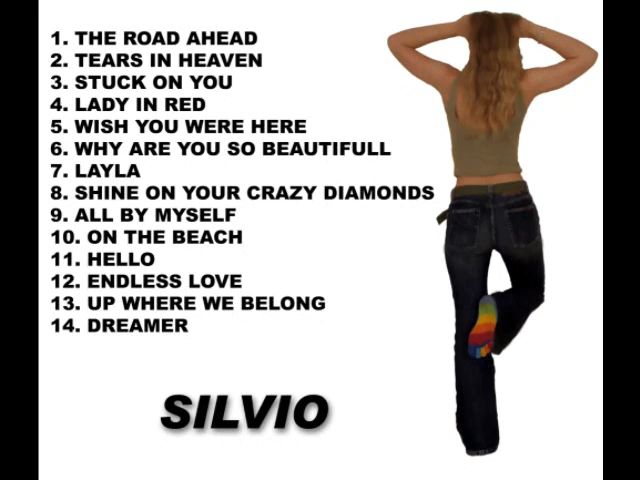 1. THE ROAD AHEAD
2. TEARS IN HEAVEN
3. STUCK ON YOU
4. LADY IN RED
5. WISH YOU WERE HERE
6. WHY ARE YOU SO BEAUTIFULL
7. LAYLA
8. SHINE ON YOUR CRAZY DIAMONDS
9. ALL BY MYSELF
10. ON THE BEACH
11. HELLO
12. ENDLESS LOVE
13. UP WHERE WE BELONG
14. DREAMER
SILVIO